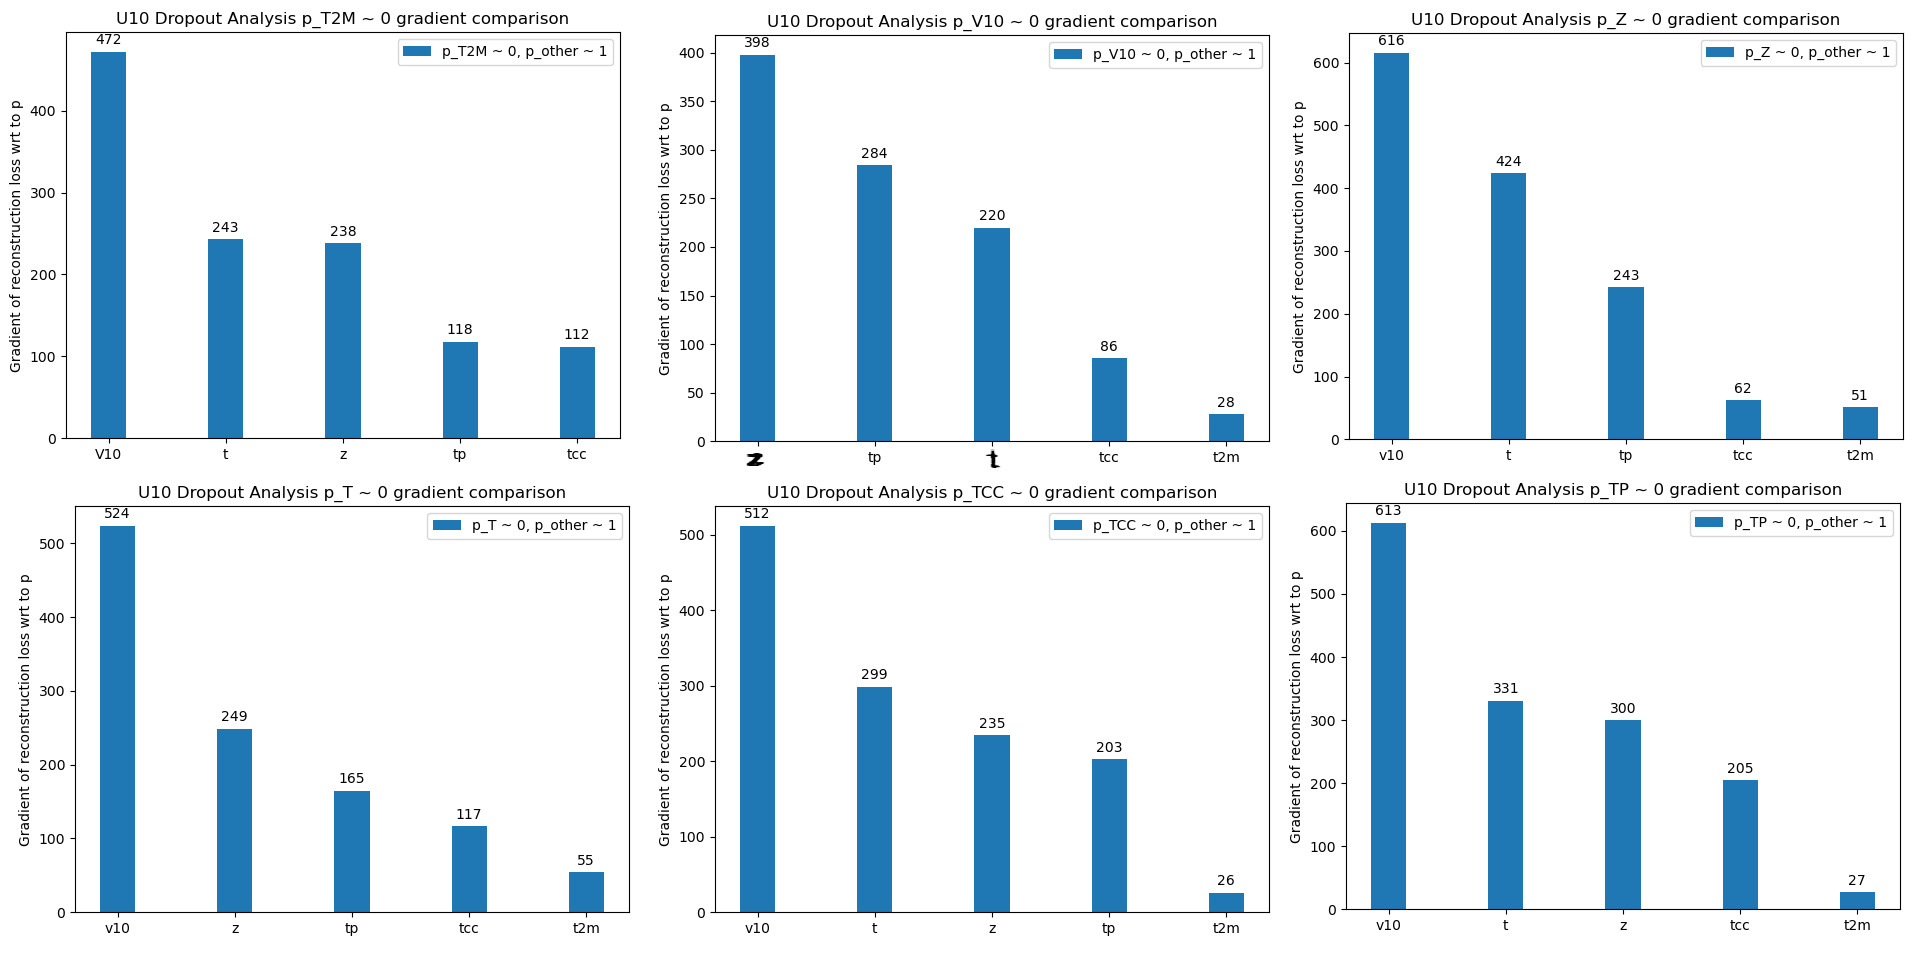 U10 Dropout Analysis p_T2M ~ 0 gradient comparison
p_T2M ~ 0, p_other ~ 1
Gradient of reconstruction loss wrt to p
400
300
200
100
0
472
243
238
118
112
V10
t
z
tp
tcc
U10 Dropout Analysis p_V10 ~ 0 gradient comparison
p_V10 ~ 0, p_other ~ 1
Gradient of reconstruction loss wrt to p
400
350
300
250
200
150
100
50
0
398
284
220
86
28
z
tp
t
tcc
t2m
U10 Dropout Analysis p_Z ~ 0 gradient comparison
p_Z ~ 0, p_other ~ 1
Gradient of reconstruction loss wrt to p
600
500
400
300
200
100
0
616
424
243
62
51
v10
t
tp
tcc
t2m
U10 Dropout Analysis p_T ~ 0 gradient comparison
p_T ~ 0, p_other ~ 1
Gradient of reconstruction loss wrt to p
500
400
300
200
100
0
524
249
165
117
55
v10
z
tp
tcc
t2m
U10 Dropout Analysis p_TCC ~ 0 gradient comparison
p_TCC ~ 0, p_other ~ 1
Gradient of reconstruction loss wrt to p
500
400
300
200
100
0
512
299
235
203
26
v10
t
z
tp
t2m
U10 Dropout Analysis p_TP ~ 0 gradient comparison
p_TP ~ 0, p_other ~ 1
Gradient of reconstruction loss wrt to p
600
500
400
300
200
100
0
613
331
300
205
27
v10
t
z
tcc
t2m